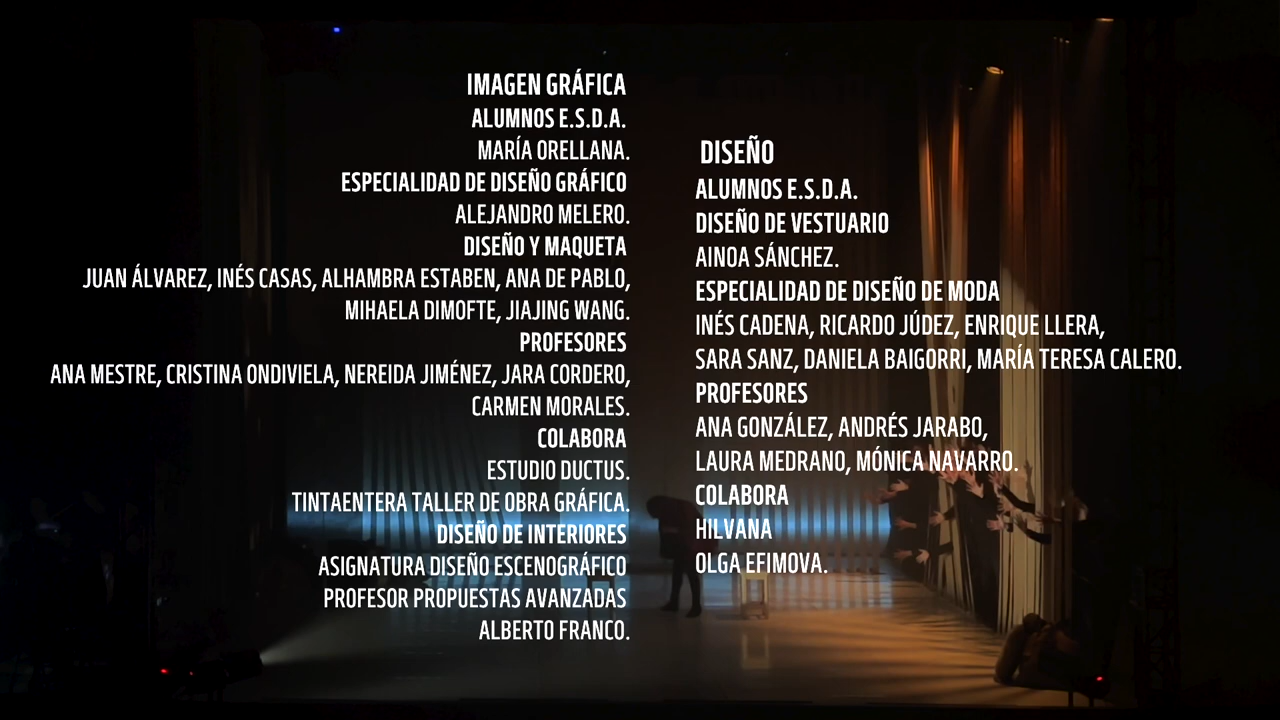 IMAGEN GRÁFICA
ALUMNOS E.S.D.A.
MARÍA ORELLANA.
ESPECIALIDAD DE DISEÑO GRÁFICO
ALEJANDRO MELERO.
DISEÑO Y MAQUETA
JUAN ÁLVAREZ, INÉS CASAS, ALHAMBRA ESTABEN, ANA DE PABLO,
MIHAELA DIMOFTE, JIAJING WANG.
PROFESORES
ANA MESTRE, CRISTINA ONDIVIELA, NEREIDA JIMÉNEZ, JARA CORDERO,
CARMEN MORALES.
COLABORA
ESTUDIO DUCTUS.
TINTAENTERA TALLER DE OBRA GRÁFICA.
DISEÑO DE INTERIORES
ASIGNATURA DISEÑO ESCENOGRÁFICO
PROFESOR PROPUESTAS AVANZADAS
ALBERTO FRANCO.
DISEÑO
ALUMNOS E.S.D.A.
DISEÑO DE VESTUARIO
AINOA SÁNCHEZ.
ESPECIALIDAD DE DISEÑO DE MODA
INÉS CADENA, RICARDO JÚDEZ, ENRIQUE LLERA,
SARA SANZ, DANIELA BAIGORRI, MARÍA TERESA CALERO.
PROFESORES
ANA GONZÁLEZ, ANDRÉS JARABO,
LAURA MEDRANO, MÓNICA NAVARRO.
COLABORA
HILVANA
OLGA EFIMOVA.